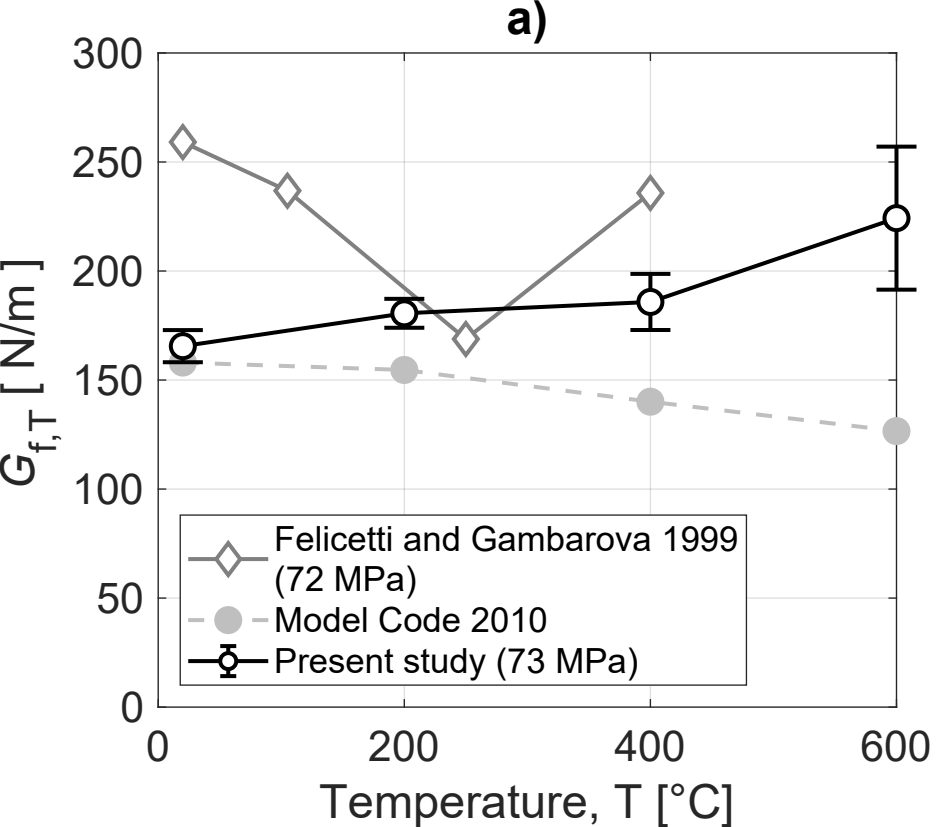 a)
300
250
200
150
100
50
0
G_f,T [ N/m ]
Felicetti and Gambarova 1999
(72 MPa)
Model Code 2010
Present study (73 MPa)
0 200 400 600
Temperature, T [°C]